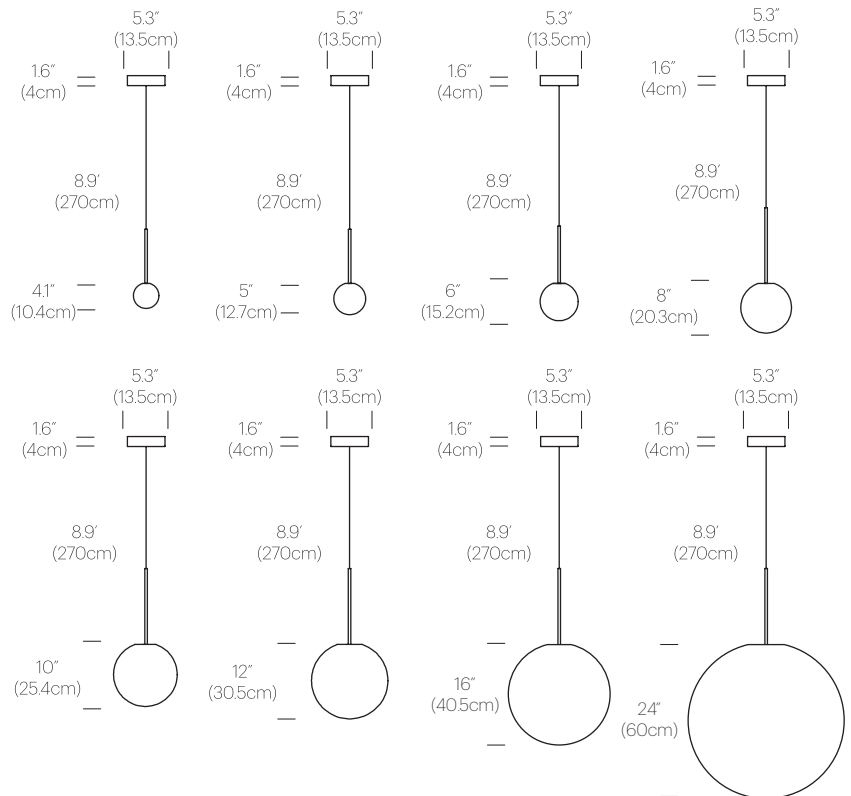 5.3"
(13.5cm)
1.6"
(4cm)
8.9'
(270cm)
4.1"
(10.4cm)
5.3"
(13.5cm)
1.6"
(4cm)
8.9'
(270cm)
5"
(12.7cm)
5.3"
(13.5cm)
1.6"
(4cm)
8.9'
(270cm)
6"
(15.2cm)
5.3"
(13.5cm)
1.6"
(4cm)
8.9'
(270cm)
8"
(20.3cm)
5.3"
(13.5cm)
1.6"
(4cm)
8.9'
(270cm)
10"
(25.4cm)
5.3"
(13.5cm)
1.6"
(4cm)
8.9'
(270cm)
12"
(30.5cm)
5.3"
(13.5cm)
1.6"
(4cm)
8.9'
(270cm)
16"
(40.5cm)
5.3"
(13.5cm)
1.6"
(4cm)
8.9'
(270cm)
24"
(60cm)